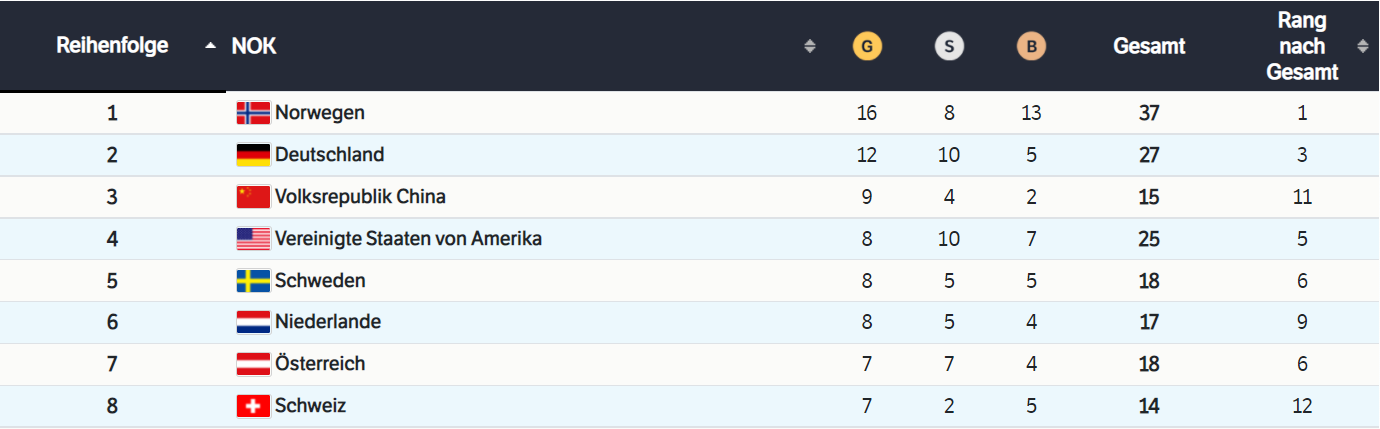 Reihenfolge NOK G S B Gesamt Rang nach Gesamt
1 Norwegen 16 8 13 37 1
2 Deutschland 12 10 5 27 3
3 Volksrepublik China 9 4 2 15 11
4 Vereinigte Staaten von Amerika 8 10 7 25 5
5 Schweden 8 5 5 18 6
6 Niederlande 8 5 4 17 9
7 Österreich 7 7 4 18 6
8 Schweiz 7 2 5 14 12